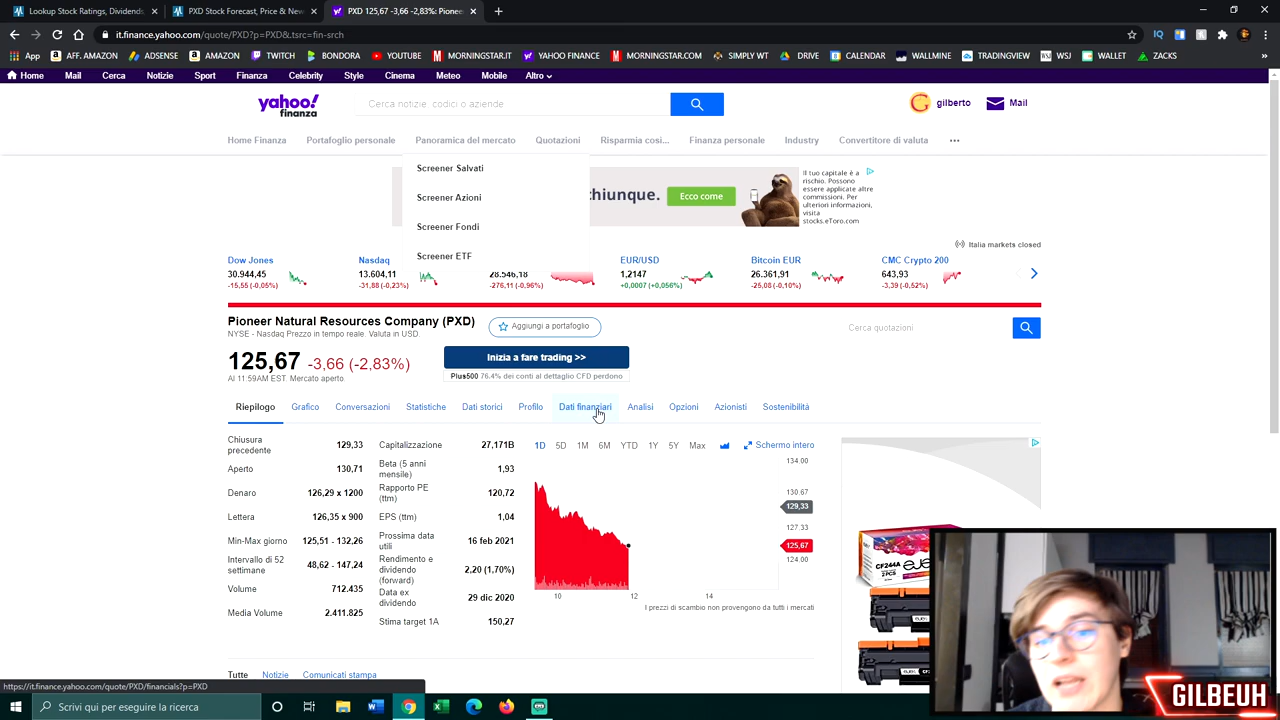 Lookup Stock Ratings, Dividends
PXD Stock Forecast, Price & New
PXD 125,67 -3,66 -2,83% Pioneer
it.finance.yahoo.com/quote/PXD?p=PXD&.tsrc=fin-srch
App
AFF. AMAZON
ADSENSE
AMAZON
TWITCH
BONDORA
YOUTUBE
MORNINGSTAR.IT
YAHOO FINANCE
MORNINGSTAR.COM
SIMPLY WT
DRIVE
CALENDAR
WALLMINE
TRADINGVIEW
WSJ
WALLET
ZACKS
Home
Mail
Cerca
Notizie
Sport
Finanza
Celebrity
Style
Cinema
Meteo
Mobile
Altro
yahoo!
finanza
Cerca notizie, codici o aziende
gilberto
Mail
Home Finanza
Portafoglio personale
Panoramica del mercato
Quotazioni
Risparmia così...
Finanza personale
Industry
Convertitore di valuta
Screener Salvati
Screener Azioni
Screener Fondi
Screener ETF
chiunque.
Ecco come
Il tuo capitale è a
rischio. Possono
essere applicate altre
commissioni. Per
ulteriori informazioni,
visita
stocks.eToro.com
Italia markets closed
Dow Jones
30.944,45
-15,55 (-0,05%)
Nasdaq
13.604,11
-31,88 (-0,23%)
28.546,18
-276,11 (-0,96%)
EUR/USD
1,2147
+0,0007 (+0,056%)
Bitcoin EUR
26.361,91
-25,08 (-0,10%)
CMC Crypto 200
643,93
-3,39 (-0,52%)
Pioneer Natural Resources Company (PXD)
NYSE - Nasdaq Prezzo in tempo reale. Valuta in USD.
Aggiungi a portafoglio
Cerca quotazioni
125,67 -3,66 (-2,83%)
Al 11:59AM EST. Mercato aperto.
Inizia a fare trading >>
Plus500 76.4% dei conti al dettaglio CFD perdono
Riepilogo
Grafico
Conversazioni
Statistiche
Dati storici
Profilo
Dati finanziari
Analisi
Opzioni
Azionisti
Sostenibilità
Chiusura
precedente
129,33
Aperto
130,71
Denaro
126,29 x 1200
Lettera
126,35 x 900
Min-Max giorno
125,51 - 132,26
Intervallo di 52
settimane
48,62 - 147,24
Volume
712.435
Media Volume
2.411.825
Capitalizzazione
27,171B
Beta (5 anni
mensile)
1,93
Rapporto PE
(ttm)
120,72
EPS (ttm)
1,04
Prossima data
utili
16 feb 2021
Rendimento e
dividendo
(forward)
2,20 (1,70%)
Data ex
dividendo
29 dic 2020
Stima target 1A
150,27
1D
5D
1M
6M
YTD
1Y
5Y
Max
Schermo intero
134.00
130.67
129,33
127.33
125,67
124.00
10
12
14
I prezzi di scambio non provengono da tutti i mercati
CF244A
2PCS
Tutte
Notizie
Comunicati stampa
https://it.finance.yahoo.com/quote/PXD/financials?p=PXD
Scrivi qui per eseguire la ricerca
GILBEUH